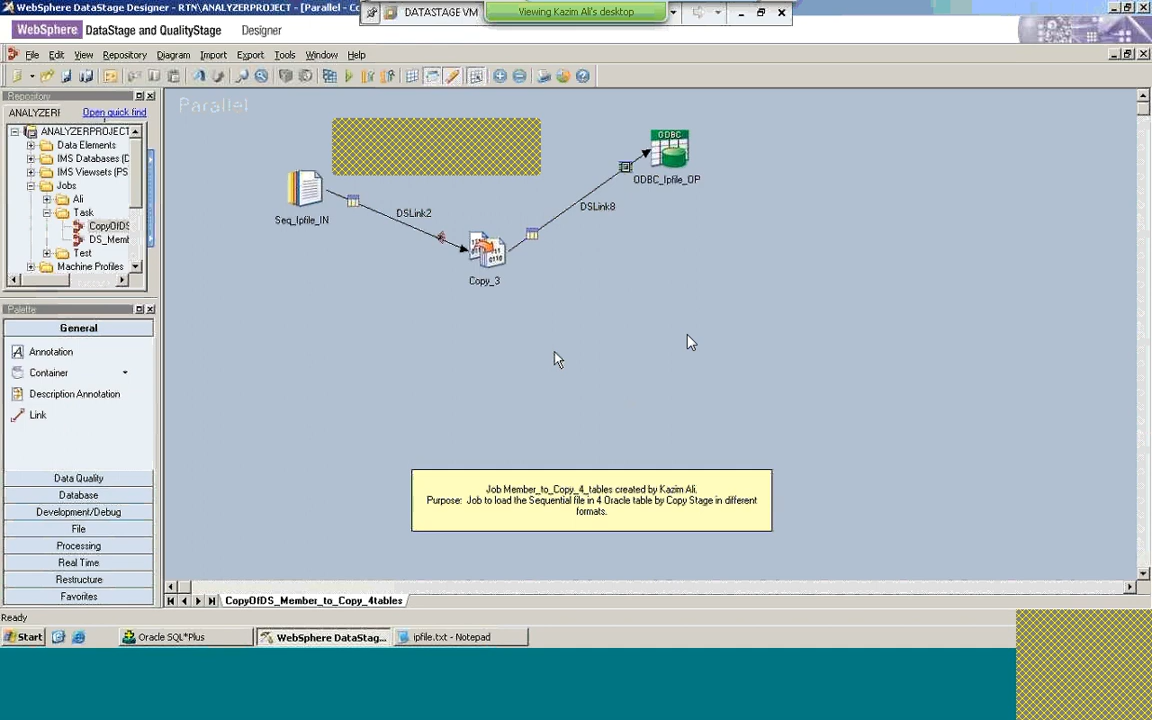 WebSphere DataStage Designer - RTN\ANALYZERPROJECT - [Parallel - Co
DATASTAGE VM
Viewing Kazim Ali's desktop
WebSphere DataStage and QualityStage Designer
File Edit View Repository Diagram Import Export Tools Window Help
Repository
ANALYZERF
Open quick find
ANALYZERPROJECT
Data Elements
IMS Databases (D
IMS Viewsets (PS
Jobs
Ali
Task
CopyOfDS
DS_Memb
Test
Machine Profiles
Palette
General
Annotation
Container
Description Annotation
Link
Data Quality
Database
Development/Debug
File
Processing
Real Time
Restructure
Favorites
Parallel
ODBC
ODBC_Ipfile_OP
Seq_Ipfile_IN
DSLink2
DSLink8
Copy_3
Job Member_to_Copy_4_tables created by Kazim Ali.
Purpose: Job to load the Sequential file in 4 Oracle table by Copy Stage in different
formats.
CopyOfDS_Member_to_Copy_4tables
Ready
Start
Oracle SQL*Plus
WebSphere DataStag...
ipfile.txt - Notepad